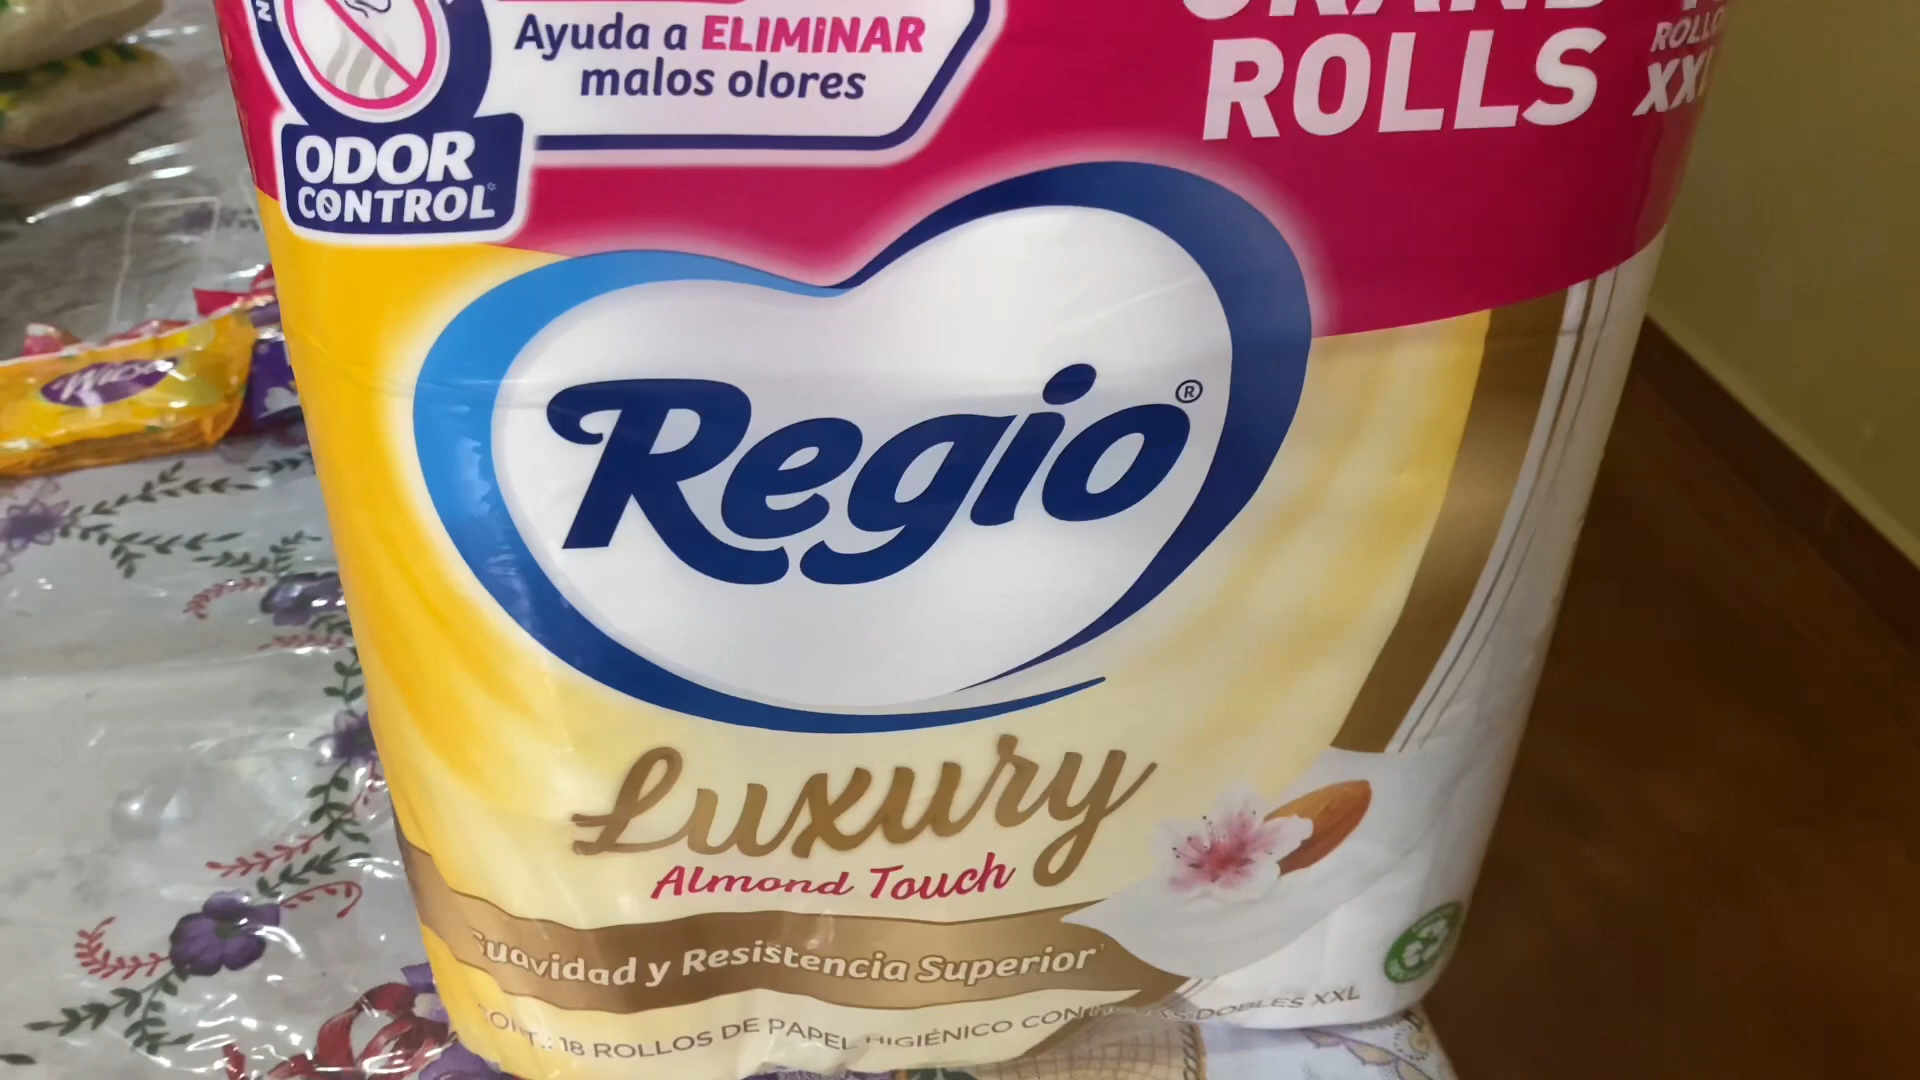 Ayuda a ELIMINAR
malos olores
ODOR
CONTROL
ROLLS
Regio®
Luxury
Almond Touch
Suavidad y Resistencia Superior
18 ROLLOS DE PAPEL HIGIÉNICO CON DOBLES XXL